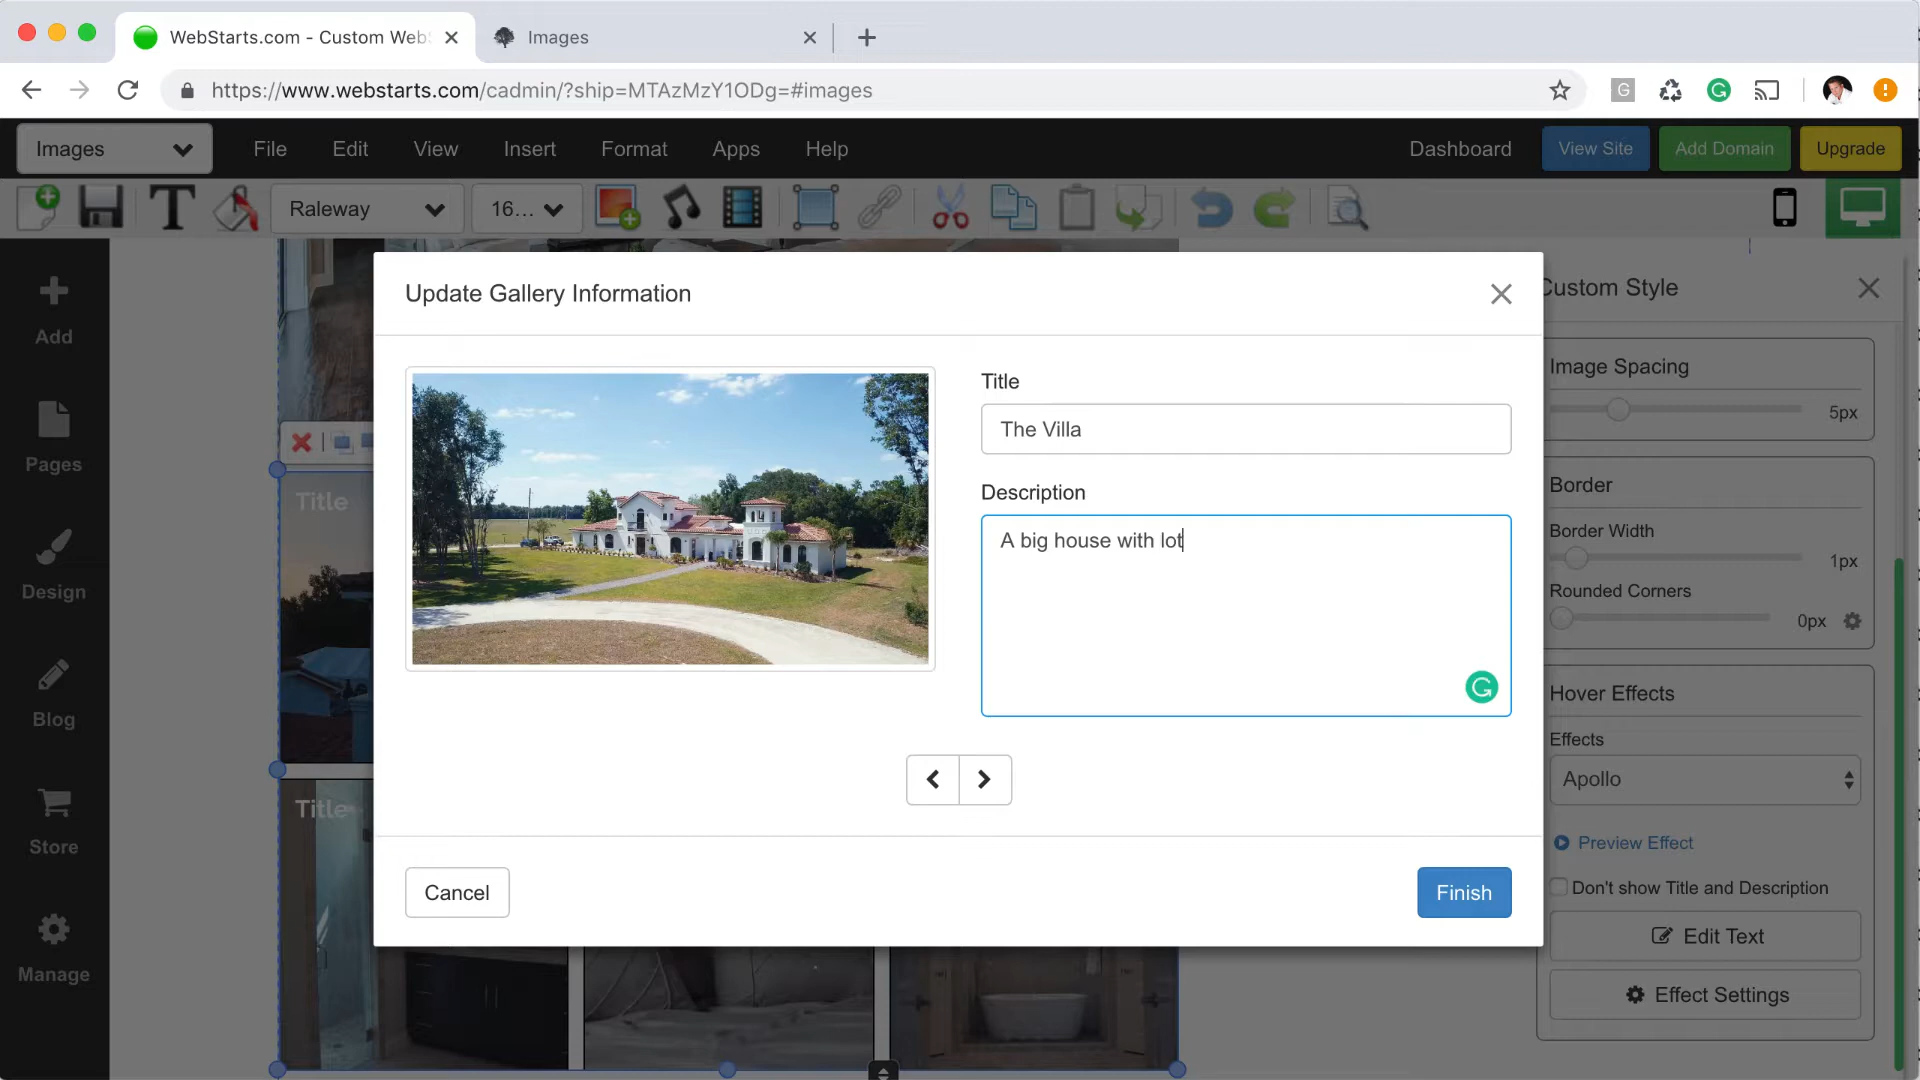 WebStarts.com - Custom Web
Images
https://www.webstarts.com/cadmin/?ship=MTAzMzY1ODg=#images
G
Images
File
Edit
View
Insert
Format
Apps
Help
Dashboard
View Site
Add Domain
Upgrade
T
Raleway
16...
Add
Pages
Design
Blog
Store
Manage
Title
Title
Update Gallery Information
Title
The Villa
Description
A big house with lot
Cancel
Finish
Custom Style
Image Spacing
5px
Border
Border Width
1px
Rounded Corners
0px
Hover Effects
Effects
Apollo
Preview Effect
Don't show Title and Description
Edit Text
Effect Settings